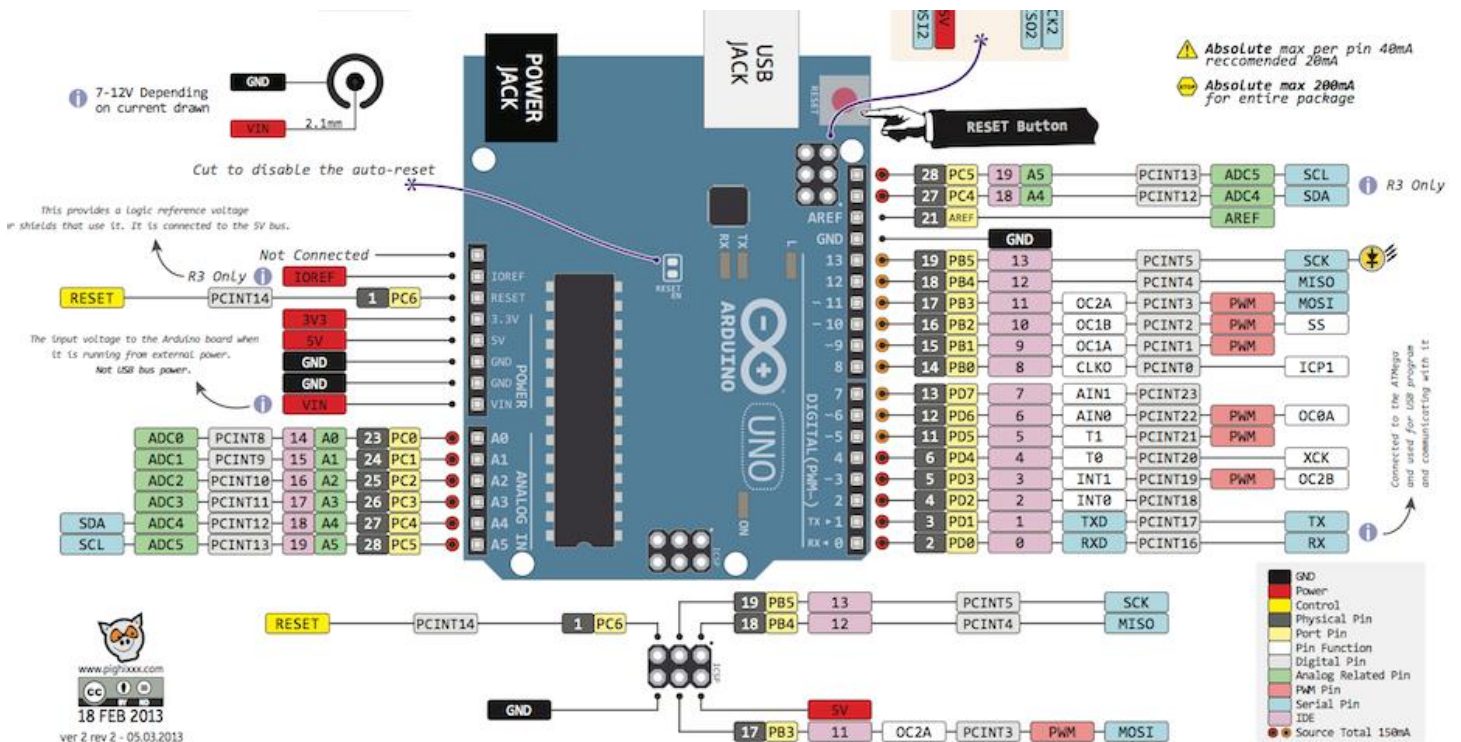 POWER JACK
USB JACK
OSI2
5V
SO2
CK2
Absolute max per pin 40mA
reccomended 20mA
STOP
Absolute max 200mA
for entire package
GND
7-12V Depending
on current drawn
VIN
2.1mm
RESET
RESET Button
Cut to disable the auto-reset
This provides a logic reference voltage
r shields that use it. It is connected to the 5V bus.
Not Connected
R3 Only IOREF
RESET PCINT14 1 PC6
3V3
5V
The input voltage to the Arduino board when
it is running from external power.
Not USB bus power.
GND
GND
VIN
ADC0 PCINT8 14 A0 23 PC0
ADC1 PCINT9 15 A1 24 PC1
ADC2 PCINT10 16 A2 25 PC2
ADC3 PCINT11 17 A3 26 PC3
SDA ADC4 PCINT12 18 A4 27 PC4
SCL ADC5 PCINT13 19 A5 28 PC5
IOREF
RESET
3.3V
5V
GND
GND
VIN
POWER
A0
A1
A2
A3
A4
A5
ANALOG IN
RESET EN
RX
TX
L
ARDUINO
UNO
ON
ICSP
AREF
GND
13
12
~11
~10
~9
8
7
~6
~5
4
~3
2
TX ▸ 1
RX ◂ 0
DIGITAL (PWM~)
28 PC5 19 A5 PCINT13 ADC5 SCL
R3 Only
27 PC4 18 A4 PCINT12 ADC4 SDA
21 AREF AREF
GND
19 PB5 13 PCINT5 SCK
18 PB4 12 PCINT4 MISO
17 PB3 11 OC2A PCINT3 PWM MOSI
16 PB2 10 OC1B PCINT2 PWM SS
15 PB1 9 OC1A PCINT1 PWM
14 PB0 8 CLKO PCINT0 ICP1
13 PD7 7 AIN1 PCINT23
12 PD6 6 AIN0 PCINT22 PWM OC0A
11 PD5 5 T1 PCINT21 PWM
6 PD4 4 T0 PCINT20 XCK
5 PD3 3 INT1 PCINT19 PWM OC2B
4 PD2 2 INT0 PCINT18
3 PD1 1 TXD PCINT17 TX
2 PD0 0 RXD PCINT16 RX
Connected to the ATMega
and used for USB program
and communicating with it
19 PB5 13 PCINT5 SCK
RESET PCINT14 1 PC6
18 PB4 12 PCINT4 MISO
ICSP
GND
5V
17 PB3 11 OC2A PCINT3 PWM MOSI
GND
Power
Control
Physical Pin
Port Pin
Pin Function
Digital Pin
Analog Related Pin
PWM Pin
Serial Pin
IDE
Source Total 150mA
www.pighixxx.com
cc
BY ND
18 FEB 2013
ver 2 rev 2 - 05.03.2013